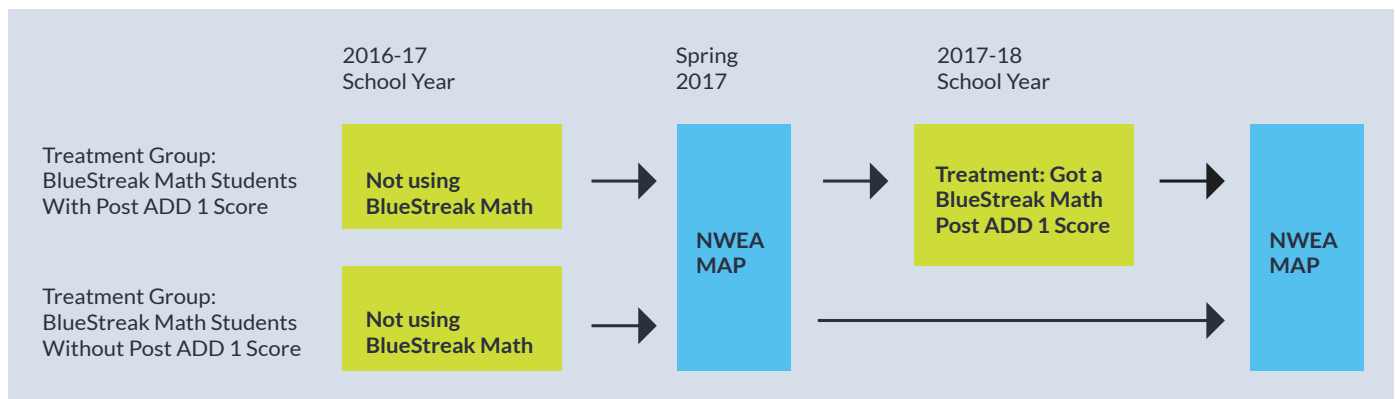 2016-17
School Year
Spring
2017
2017-18
School Year
Treatment Group:
BlueStreak Math Students
With Post ADD 1 Score
Not using
BlueStreak Math
NWEA
MAP
Treatment: Got a
BlueStreak Math
Post ADD 1 Score
NWEA
MAP
Treatment Group:
BlueStreak Math Students
Without Post ADD 1 Score
Not using
BlueStreak Math